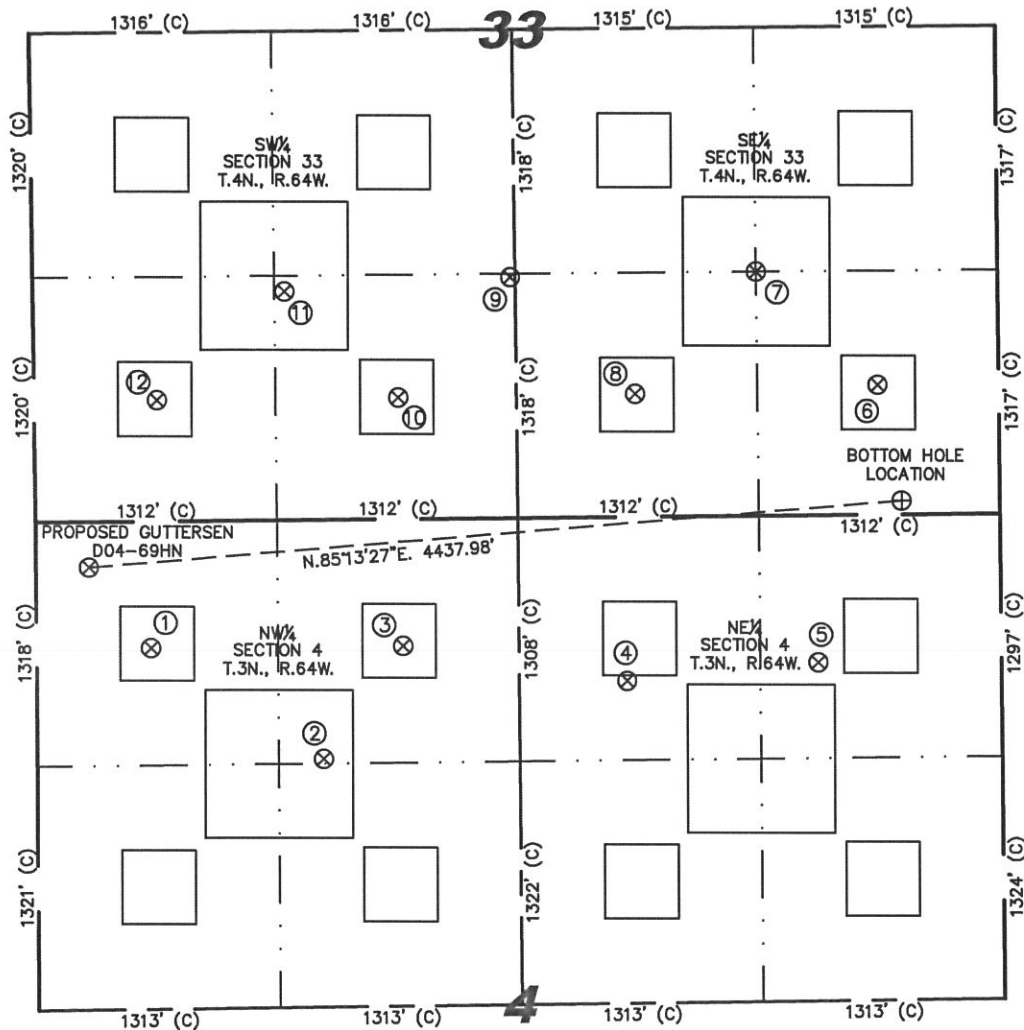 1316' (C)
1316' (C)
33
1315' (C)
1315' (C)
1320' (C)
SW¼
SECTION 33
T.4N., R.64W.
1318' (C)
SE¼
SECTION 33
T.4N., R.64W.
1317' (C)
11
9
7
1320' (C)
12
10
1318' (C)
8
6
1317' (C)
BOTTOM HOLE
LOCATION
1312' (C)
1312' (C)
1312' (C)
1312' (C)
PROPOSED GUTTERSEN
D04-69HN
N.85°13'27"E. 4437.98'
1318' (C)
1
NW¼
SECTION 4
T.3N., R.64W.
3
1308' (C)
4
NE¼
SECTION 4
T.3N., R.64W.
5
1297' (C)
2
1321' (C)
1322' (C)
1324' (C)
1313' (C)
1313' (C)
4
1313' (C)
1313' (C)